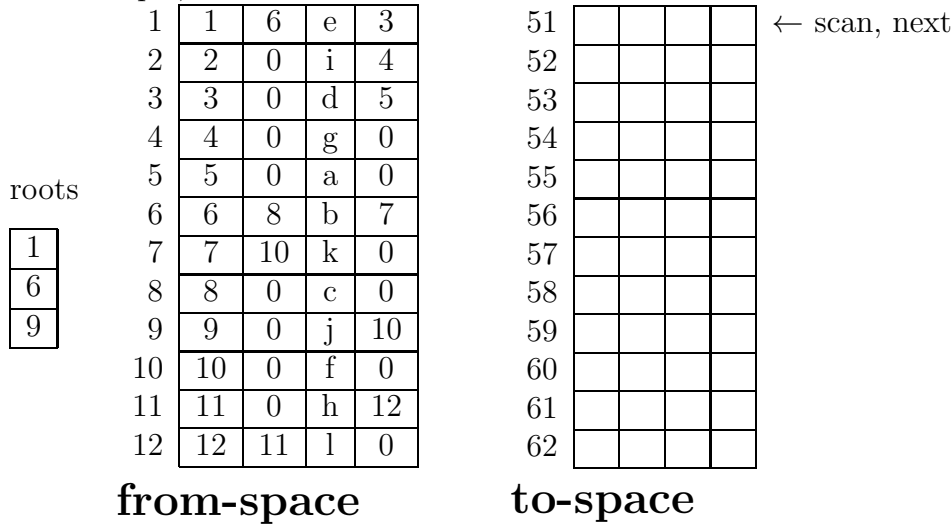 1 1 6 e 3 51 ← scan, next
2 2 0 i 4 52
3 3 0 d 5 53
4 4 0 g 0 54
5 5 0 a 0 55
roots
6 6 8 b 7 56
1 7 7 10 k 0 57
6 8 8 0 c 0 58
9 9 9 0 j 10 59
10 10 0 f 0 60
11 11 0 h 12 61
12 12 11 l 0 62
from-space to-space